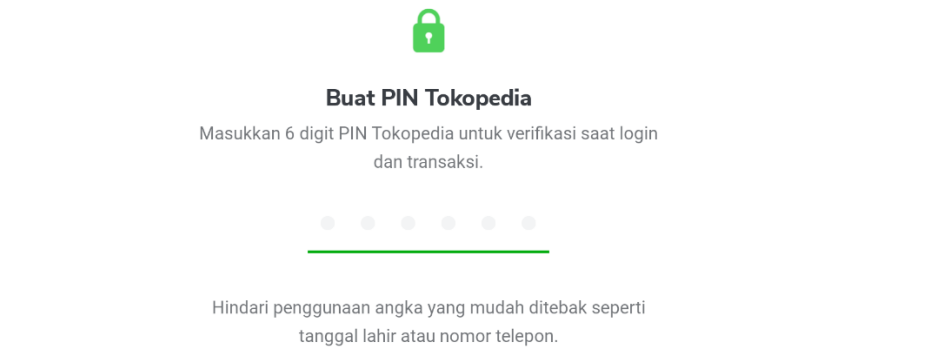 Buat PIN Tokopedia
Masukkan 6 digit PIN Tokopedia untuk verifikasi saat login
dan transaksi.
Hindari penggunaan angka yang mudah ditebak seperti
tanggal lahir atau nomor telepon.